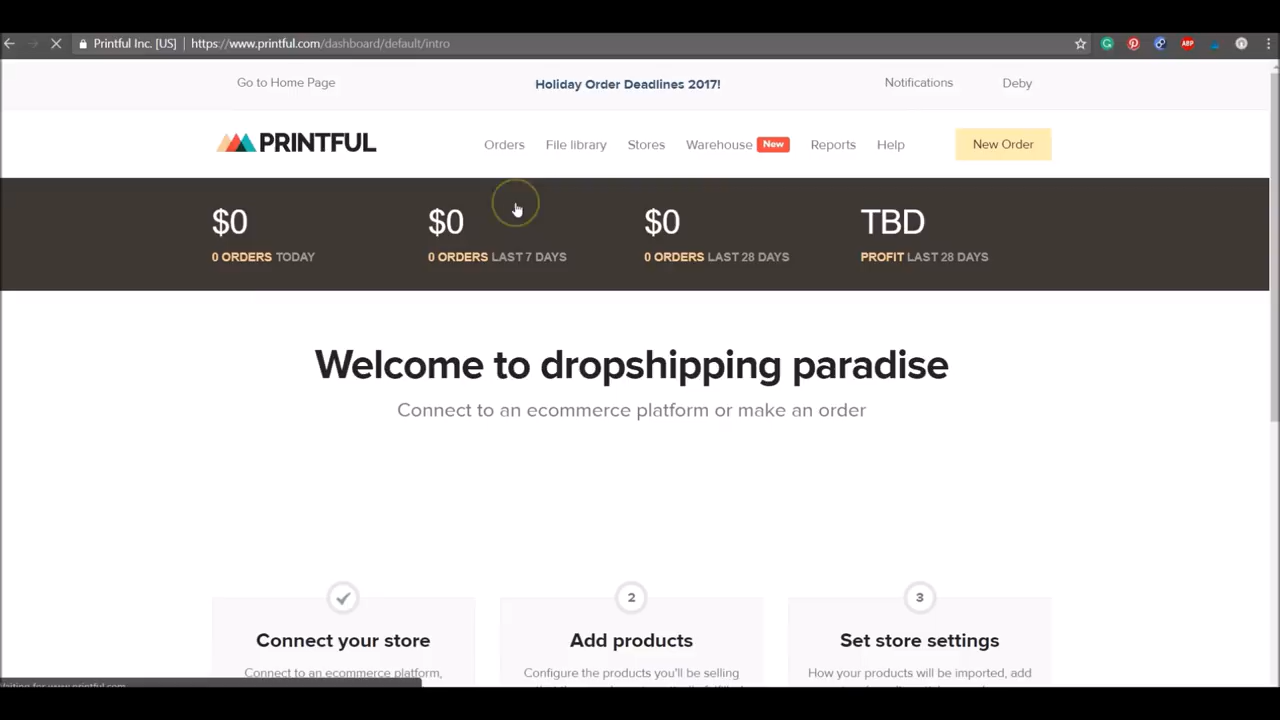 Printful Inc. [US] https://www.printful.com/dashboard/default/intro
ABP
Go to Home Page Holiday Order Deadlines 2017! Notifications Deby
PRINTFUL Orders File library Stores Warehouse New Reports Help New Order
$0 $0 $0 TBD
0 ORDERS TODAY 0 ORDERS LAST 7 DAYS 0 ORDERS LAST 28 DAYS PROFIT LAST 28 DAYS
Welcome to dropshipping paradise
Connect to an ecommerce platform or make an order
2 3
Connect your store Add products Set store settings
Connect to an ecommerce platform, Configure the products you'll be selling How your products will be imported, add